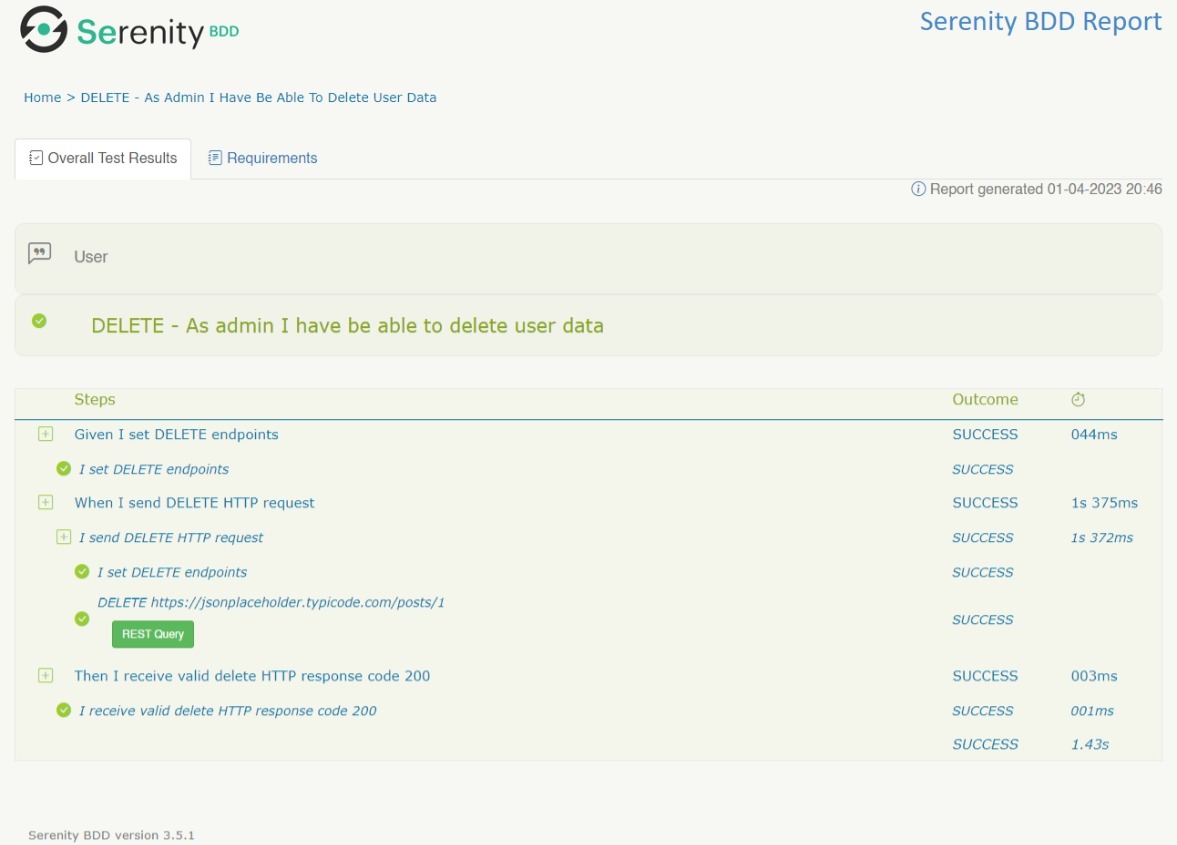 Serenity BDD
Serenity BDD Report
Home > DELETE - As Admin I Have Be Able To Delete User Data
Overall Test Results
Requirements
Report generated 01-04-2023 20:46
User
DELETE - As admin I have be able to delete user data
Steps Outcome
Given I set DELETE endpoints SUCCESS 044ms
I set DELETE endpoints SUCCESS
When I send DELETE HTTP request SUCCESS 1s 375ms
I send DELETE HTTP request SUCCESS 1s 372ms
I set DELETE endpoints SUCCESS
DELETE https://jsonplaceholder.typicode.com/posts/1
SUCCESS
REST Query
Then I receive valid delete HTTP response code 200 SUCCESS 003ms
I receive valid delete HTTP response code 200 SUCCESS 001ms
SUCCESS 1.43s
Serenity BDD version 3.5.1